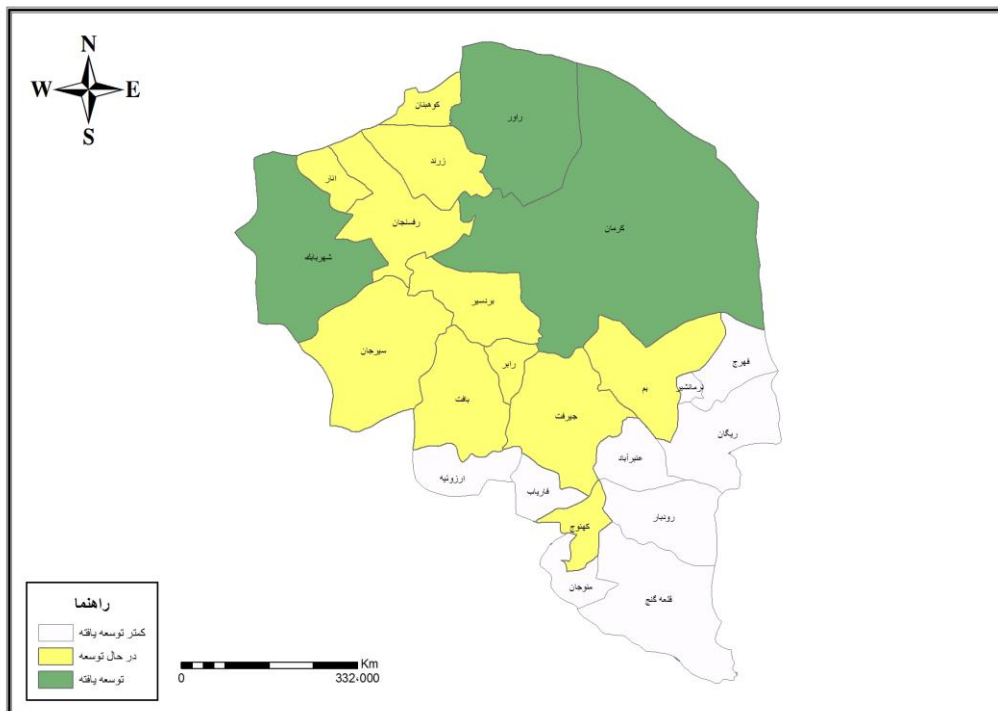 N
W E
S
کوهبنان
راور
زرند
انار
رفسنجان
کرمان
شهربابک
بردسیر
سیرجان
رابر
بافت
جیرفت
بم
فهرج
نرماشیر
ریگان
عنبرآباد
ارزوئیه
فاریاب
رودبار
کهنوج
منوجان
قلعه گنج
راهنما
کمتر توسعه یافته
در حال توسعه
توسعه یافته
Km
0 332٬000